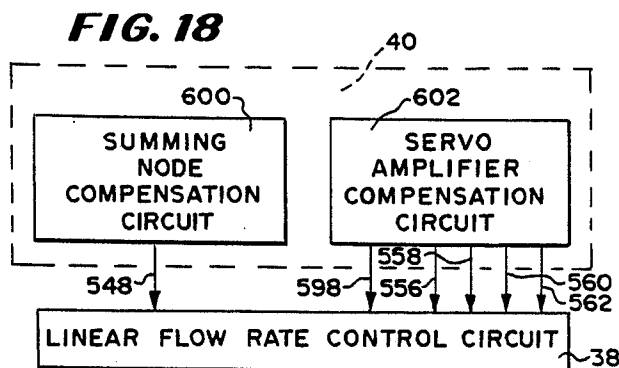 FIG. 18
40
600
602
SUMMING
NODE
COMPENSATION
CIRCUIT
SERVO
AMPLIFIER
COMPENSATION
CIRCUIT
548
598
556
558
560
562
LINEAR FLOW RATE CONTROL CIRCUIT
38